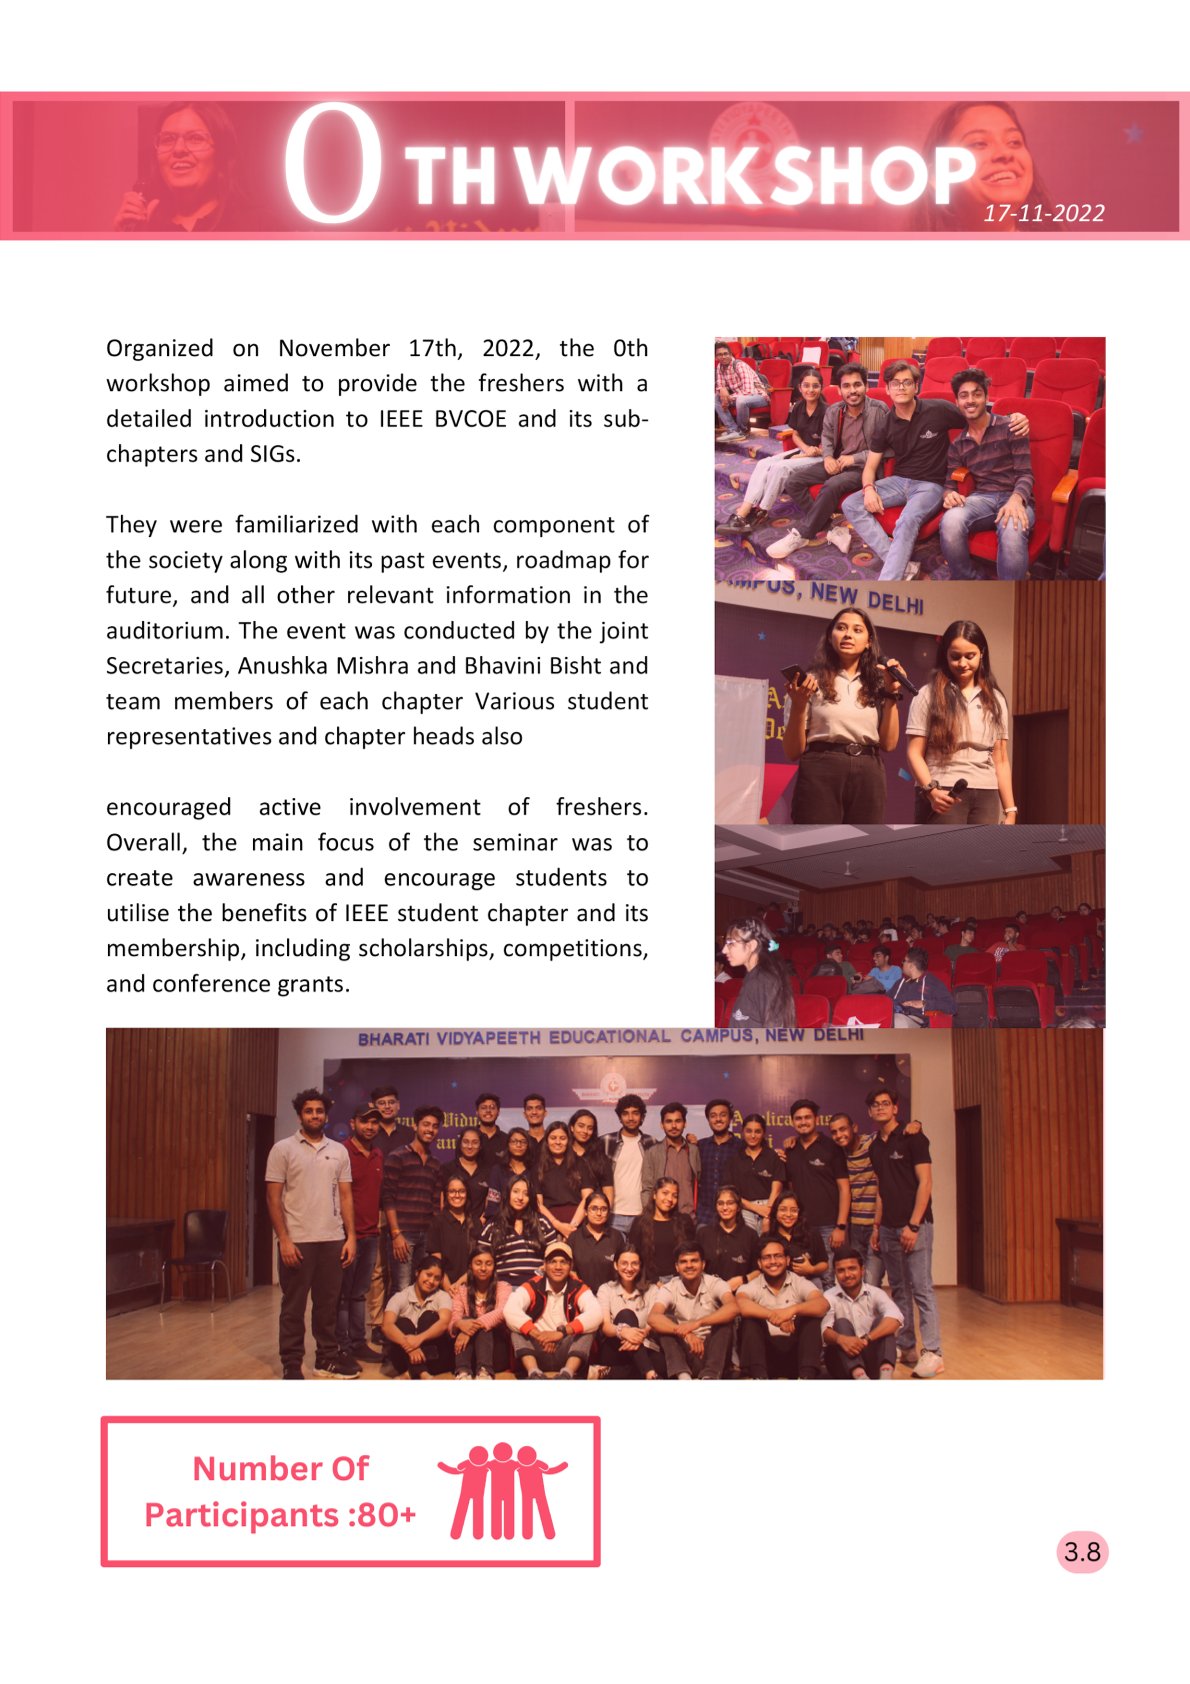 0 TH WORKSHOP
17-11-2022
Organized on November 17th, 2022, the 0th
workshop aimed to provide the freshers with a
detailed introduction to IEEE BVCOE and its sub-
chapters and SIGs.
They were familiarized with each component of
the society along with its past events, roadmap for
future, and all other relevant information in the
auditorium. The event was conducted by the joint
Secretaries, Anushka Mishra and Bhavini Bisht and
team members of each chapter Various student
representatives and chapter heads also
encouraged active involvement of freshers.
Overall, the main focus of the seminar was to
create awareness and encourage students to
utilise the benefits of IEEE student chapter and its
membership, including scholarships, competitions,
and conference grants.
CAMPUS, NEW DELHI
BHARATI VIDYAPEETH EDUCATIONAL CAMPUS, NEW DELHI
Number Of
Participants :80+
3.8